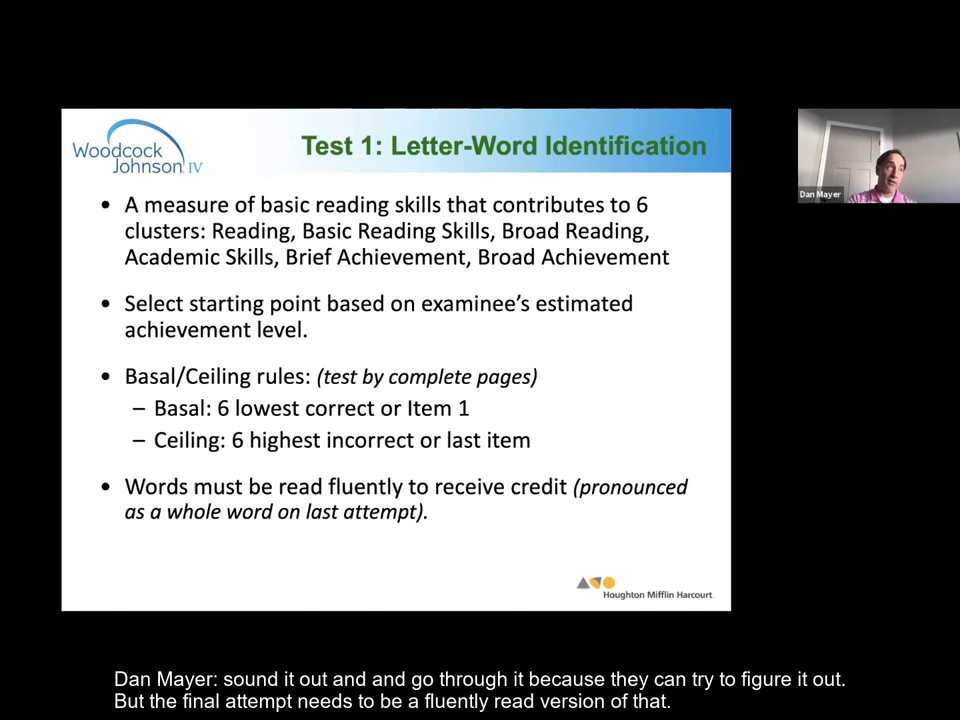 Woodcock
Johnson IV
Test 1: Letter-Word Identification
• A measure of basic reading skills that contributes to 6
clusters: Reading, Basic Reading Skills, Broad Reading,
Academic Skills, Brief Achievement, Broad Achievement
• Select starting point based on examinee's estimated
achievement level.
• Basal/Ceiling rules: (test by complete pages)
– Basal: 6 lowest correct or Item 1
– Ceiling: 6 highest incorrect or last item
• Words must be read fluently to receive credit (pronounced
as a whole word on last attempt).
Houghton Mifflin Harcourt.
Dan Mayer
Dan Mayer: sound it out and and go through it because they can try to figure it out.
But the final attempt needs to be a fluently read version of that.